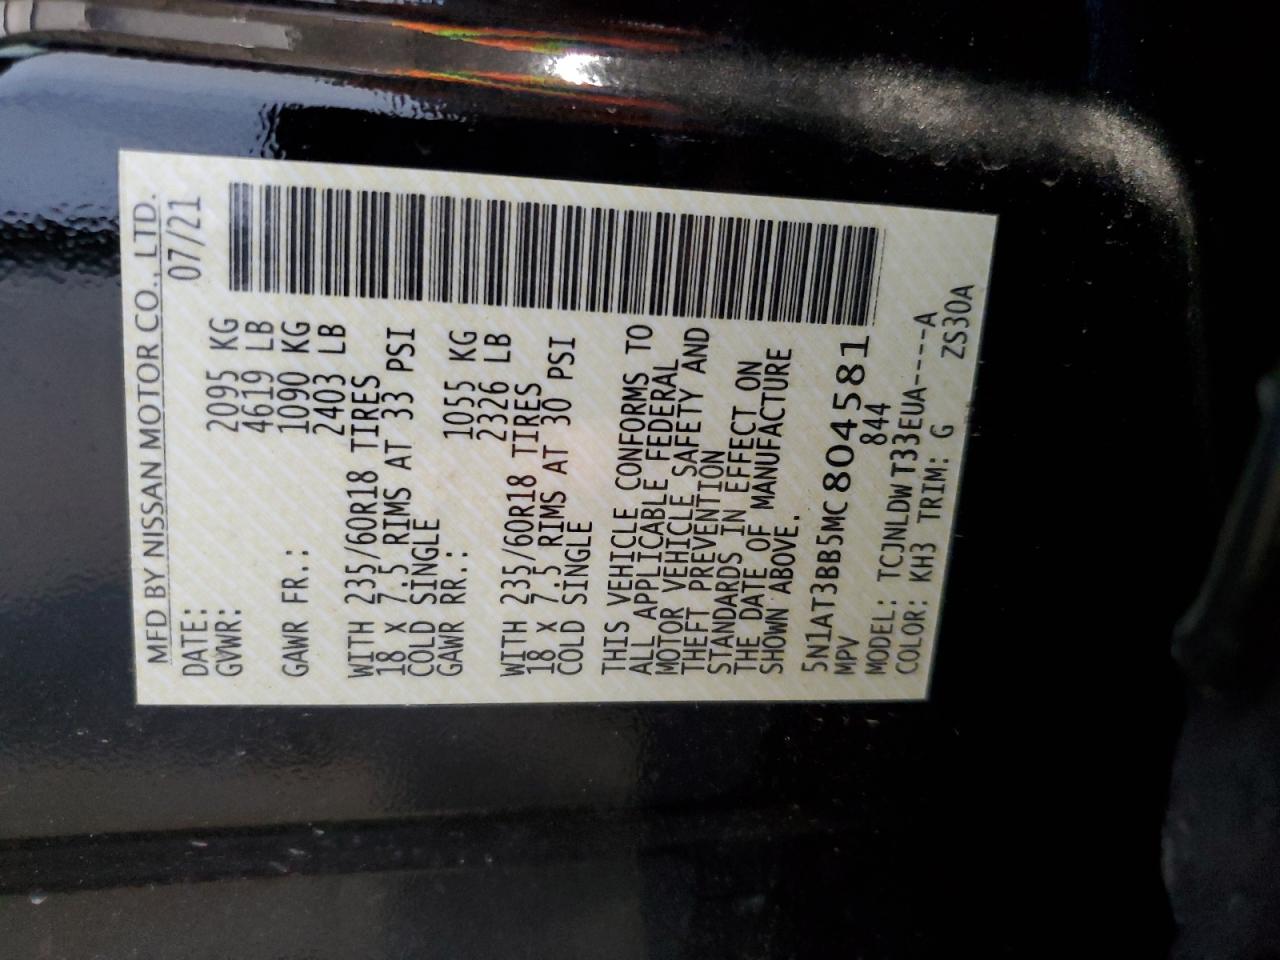 MFD BY NISSAN MOTOR CO., LTD.
DATE: 07/21
GVWR: 2095 KG
4619 LB
GAWR FR.: 1090 KG
2403 LB
WITH 235/60R18 TIRES
18 X 7.5 RIMS AT 33 PSI
COLD SINGLE
GAWR RR.: 1055 KG
2326 LB
WITH 235/60R18 TIRES
18 X 7.5 RIMS AT 30 PSI
COLD SINGLE
THIS VEHICLE CONFORMS TO
ALL APPLICABLE FEDERAL
MOTOR VEHICLE SAFETY AND
THEFT PREVENTION
STANDARDS IN EFFECT ON
THE DATE OF MANUFACTURE
SHOWN ABOVE.
5N1AT3BB5MC804581
MPV 844
MODEL: TCJNLDWT33EUA----A
COLOR: KH3 TRIM: G ZS30A